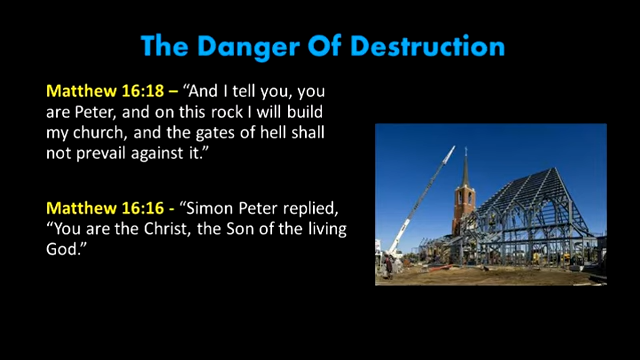 The Danger Of Destruction
Matthew 16:18 – “And I tell you, you
are Peter, and on this rock I will build
my church, and the gates of hell shall
not prevail against it.”
Matthew 16:16 - “Simon Peter replied,
“You are the Christ, the Son of the living
God.”